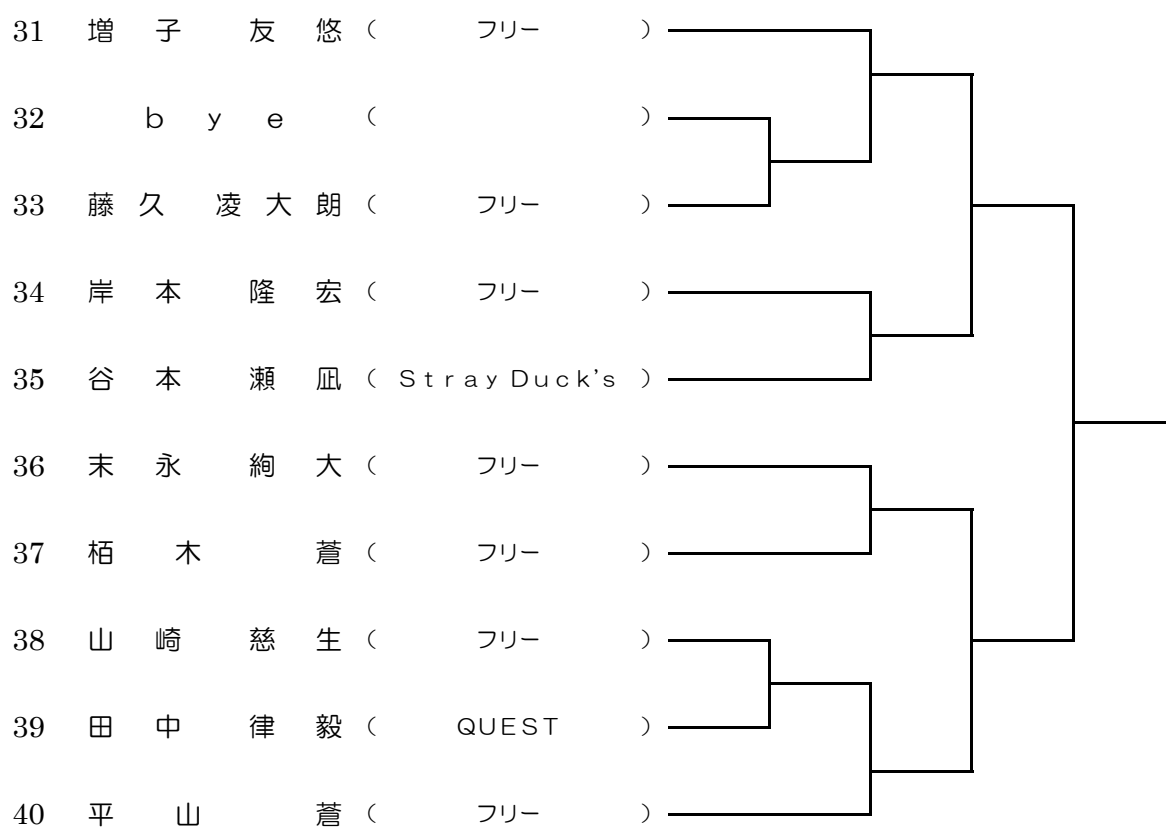 31 増子 友悠 （ フリー ）
32 ｂｙｅ （ ）
33 藤久 凌大朗 （ フリー ）
34 岸本 隆宏 （ フリー ）
35 谷本 瀬凪 （ Stray Duck's ）
36 末永 絢大 （ フリー ）
37 栢木 蒼 （ フリー ）
38 山崎 慈生 （ フリー ）
39 田中 律毅 （ QUEST ）
40 平山 蒼 （ フリー ）